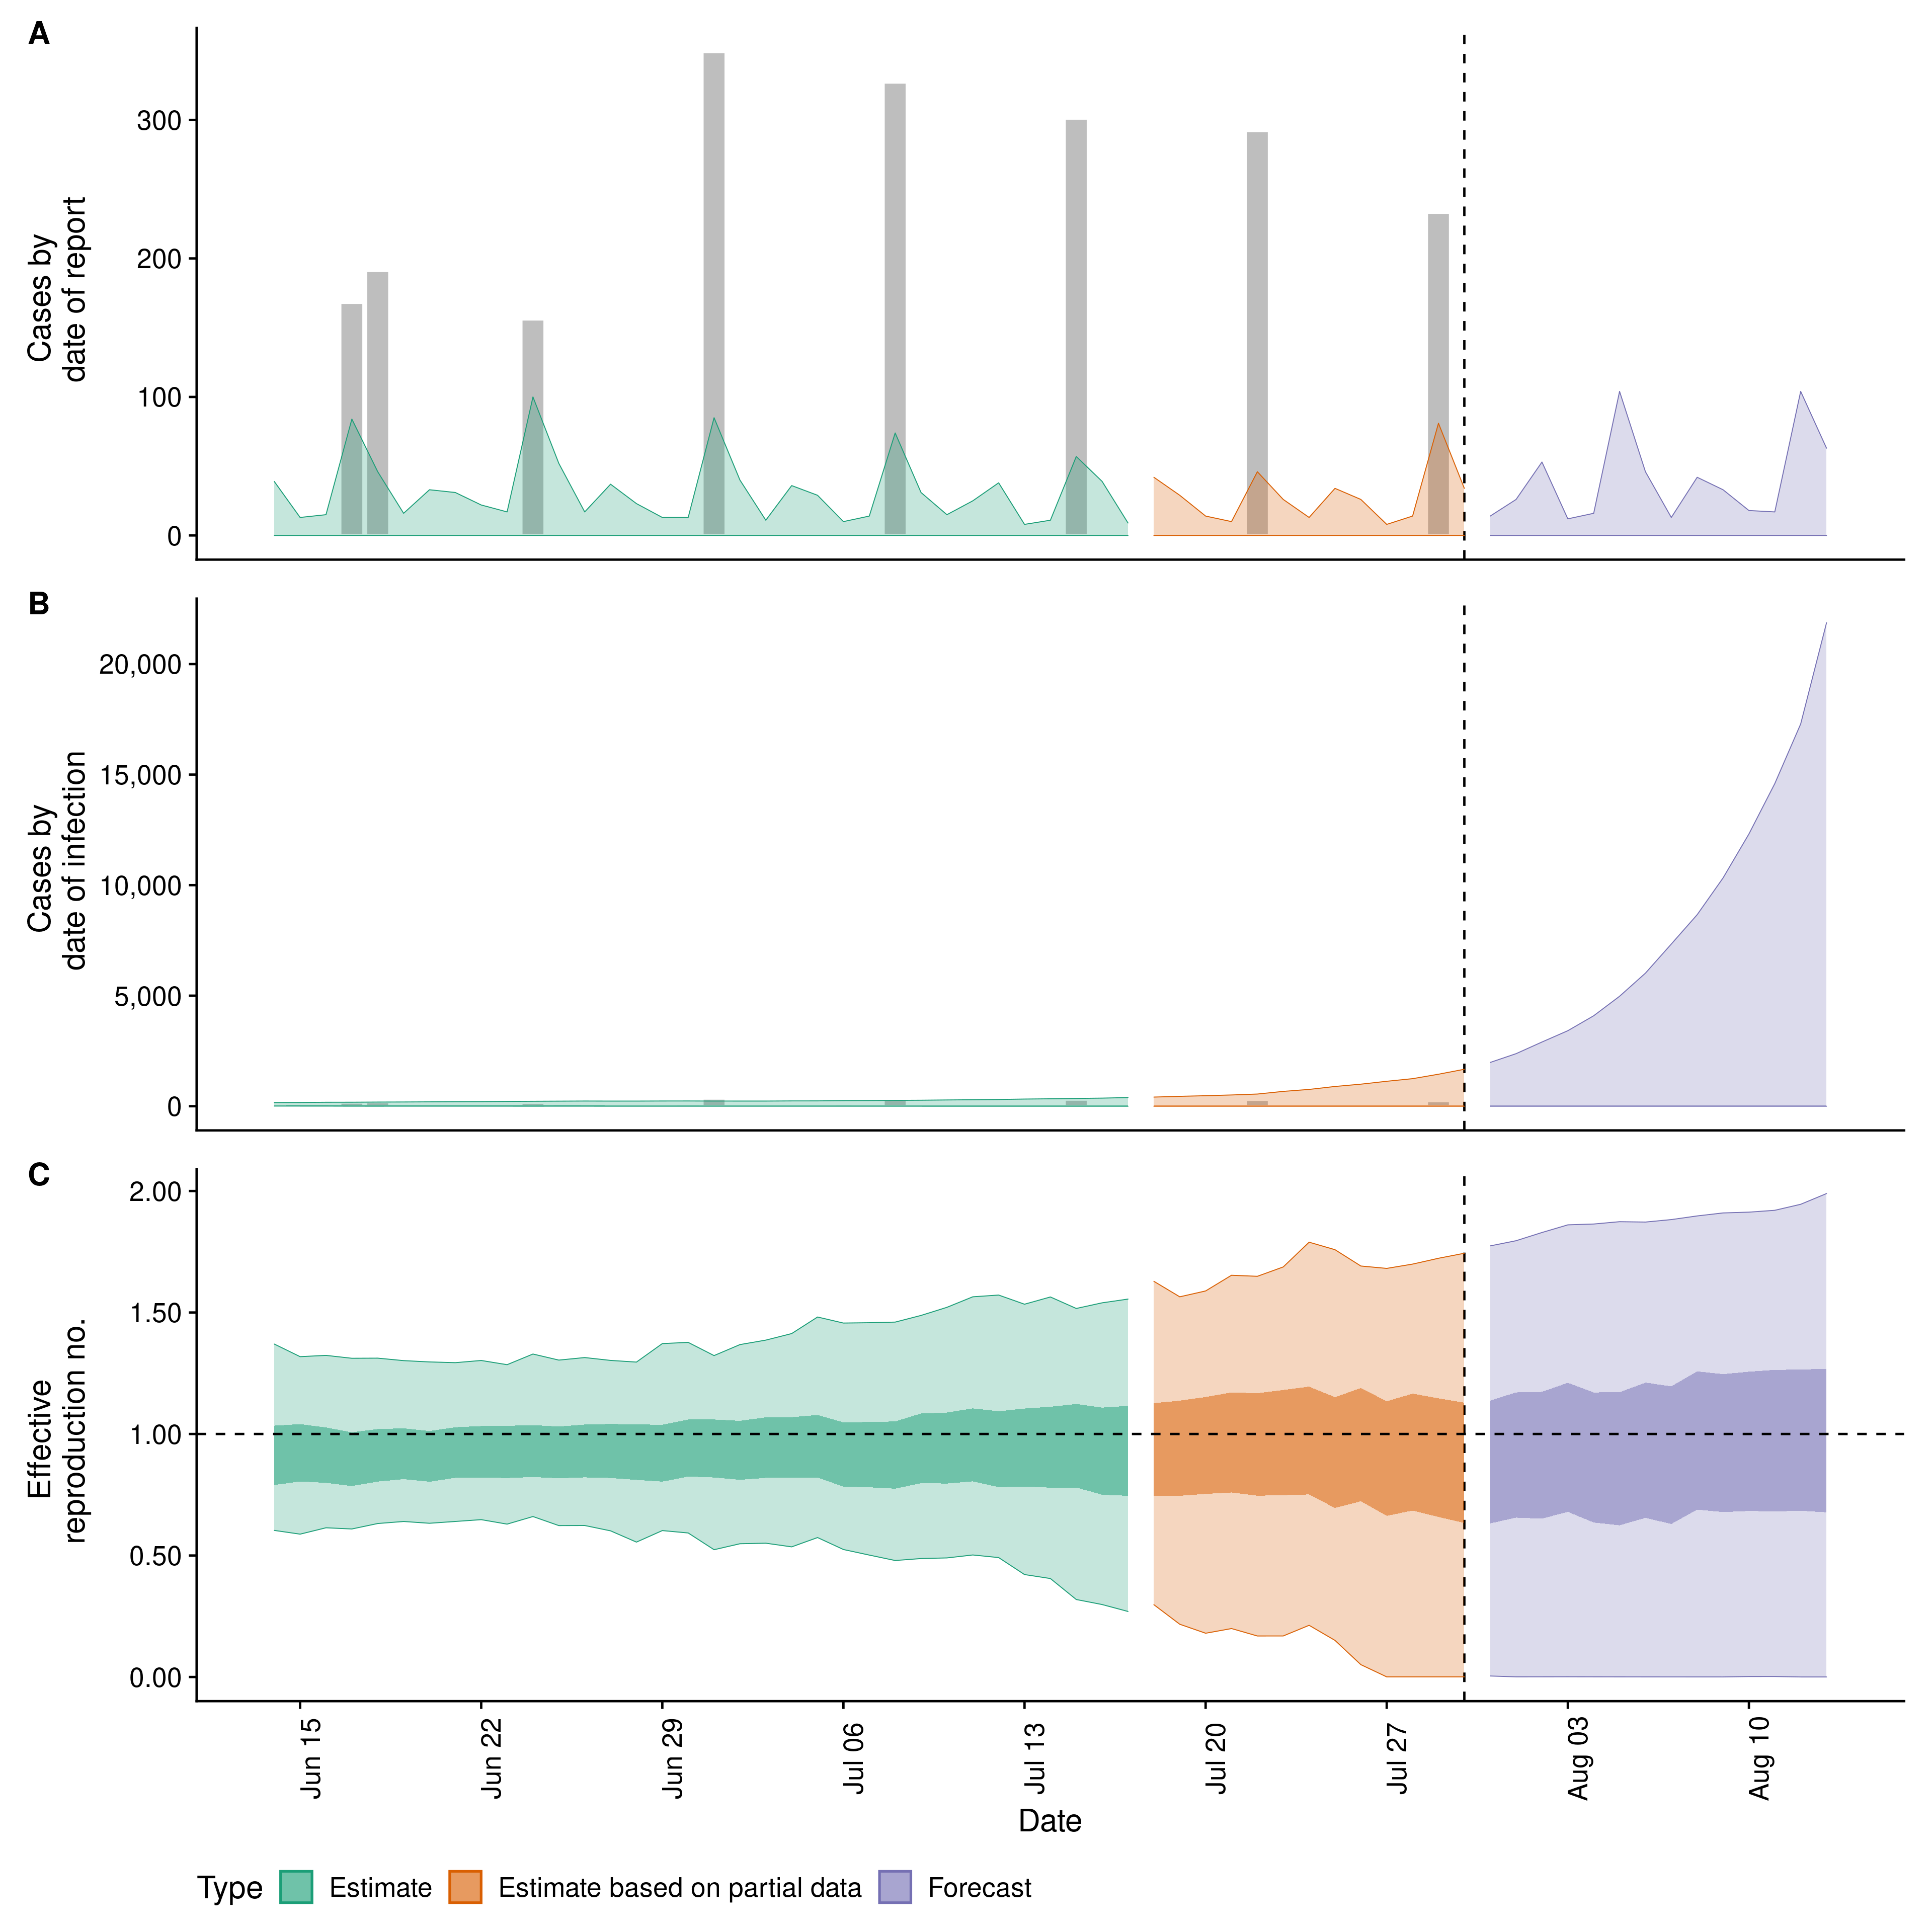 A
Cases by
date of report
300
200
100
0
B
Cases by
date of infection
20,000
15,000
10,000
5,000
0
C
Effective
reproduction no.
2.00
1.50
1.00
0.50
0.00
Jun 15
Jun 22
Jun 29
Jul 06
Jul 13
Jul 20
Jul 27
Aug 03
Aug 10
Date
Type Estimate Estimate based on partial data Forecast